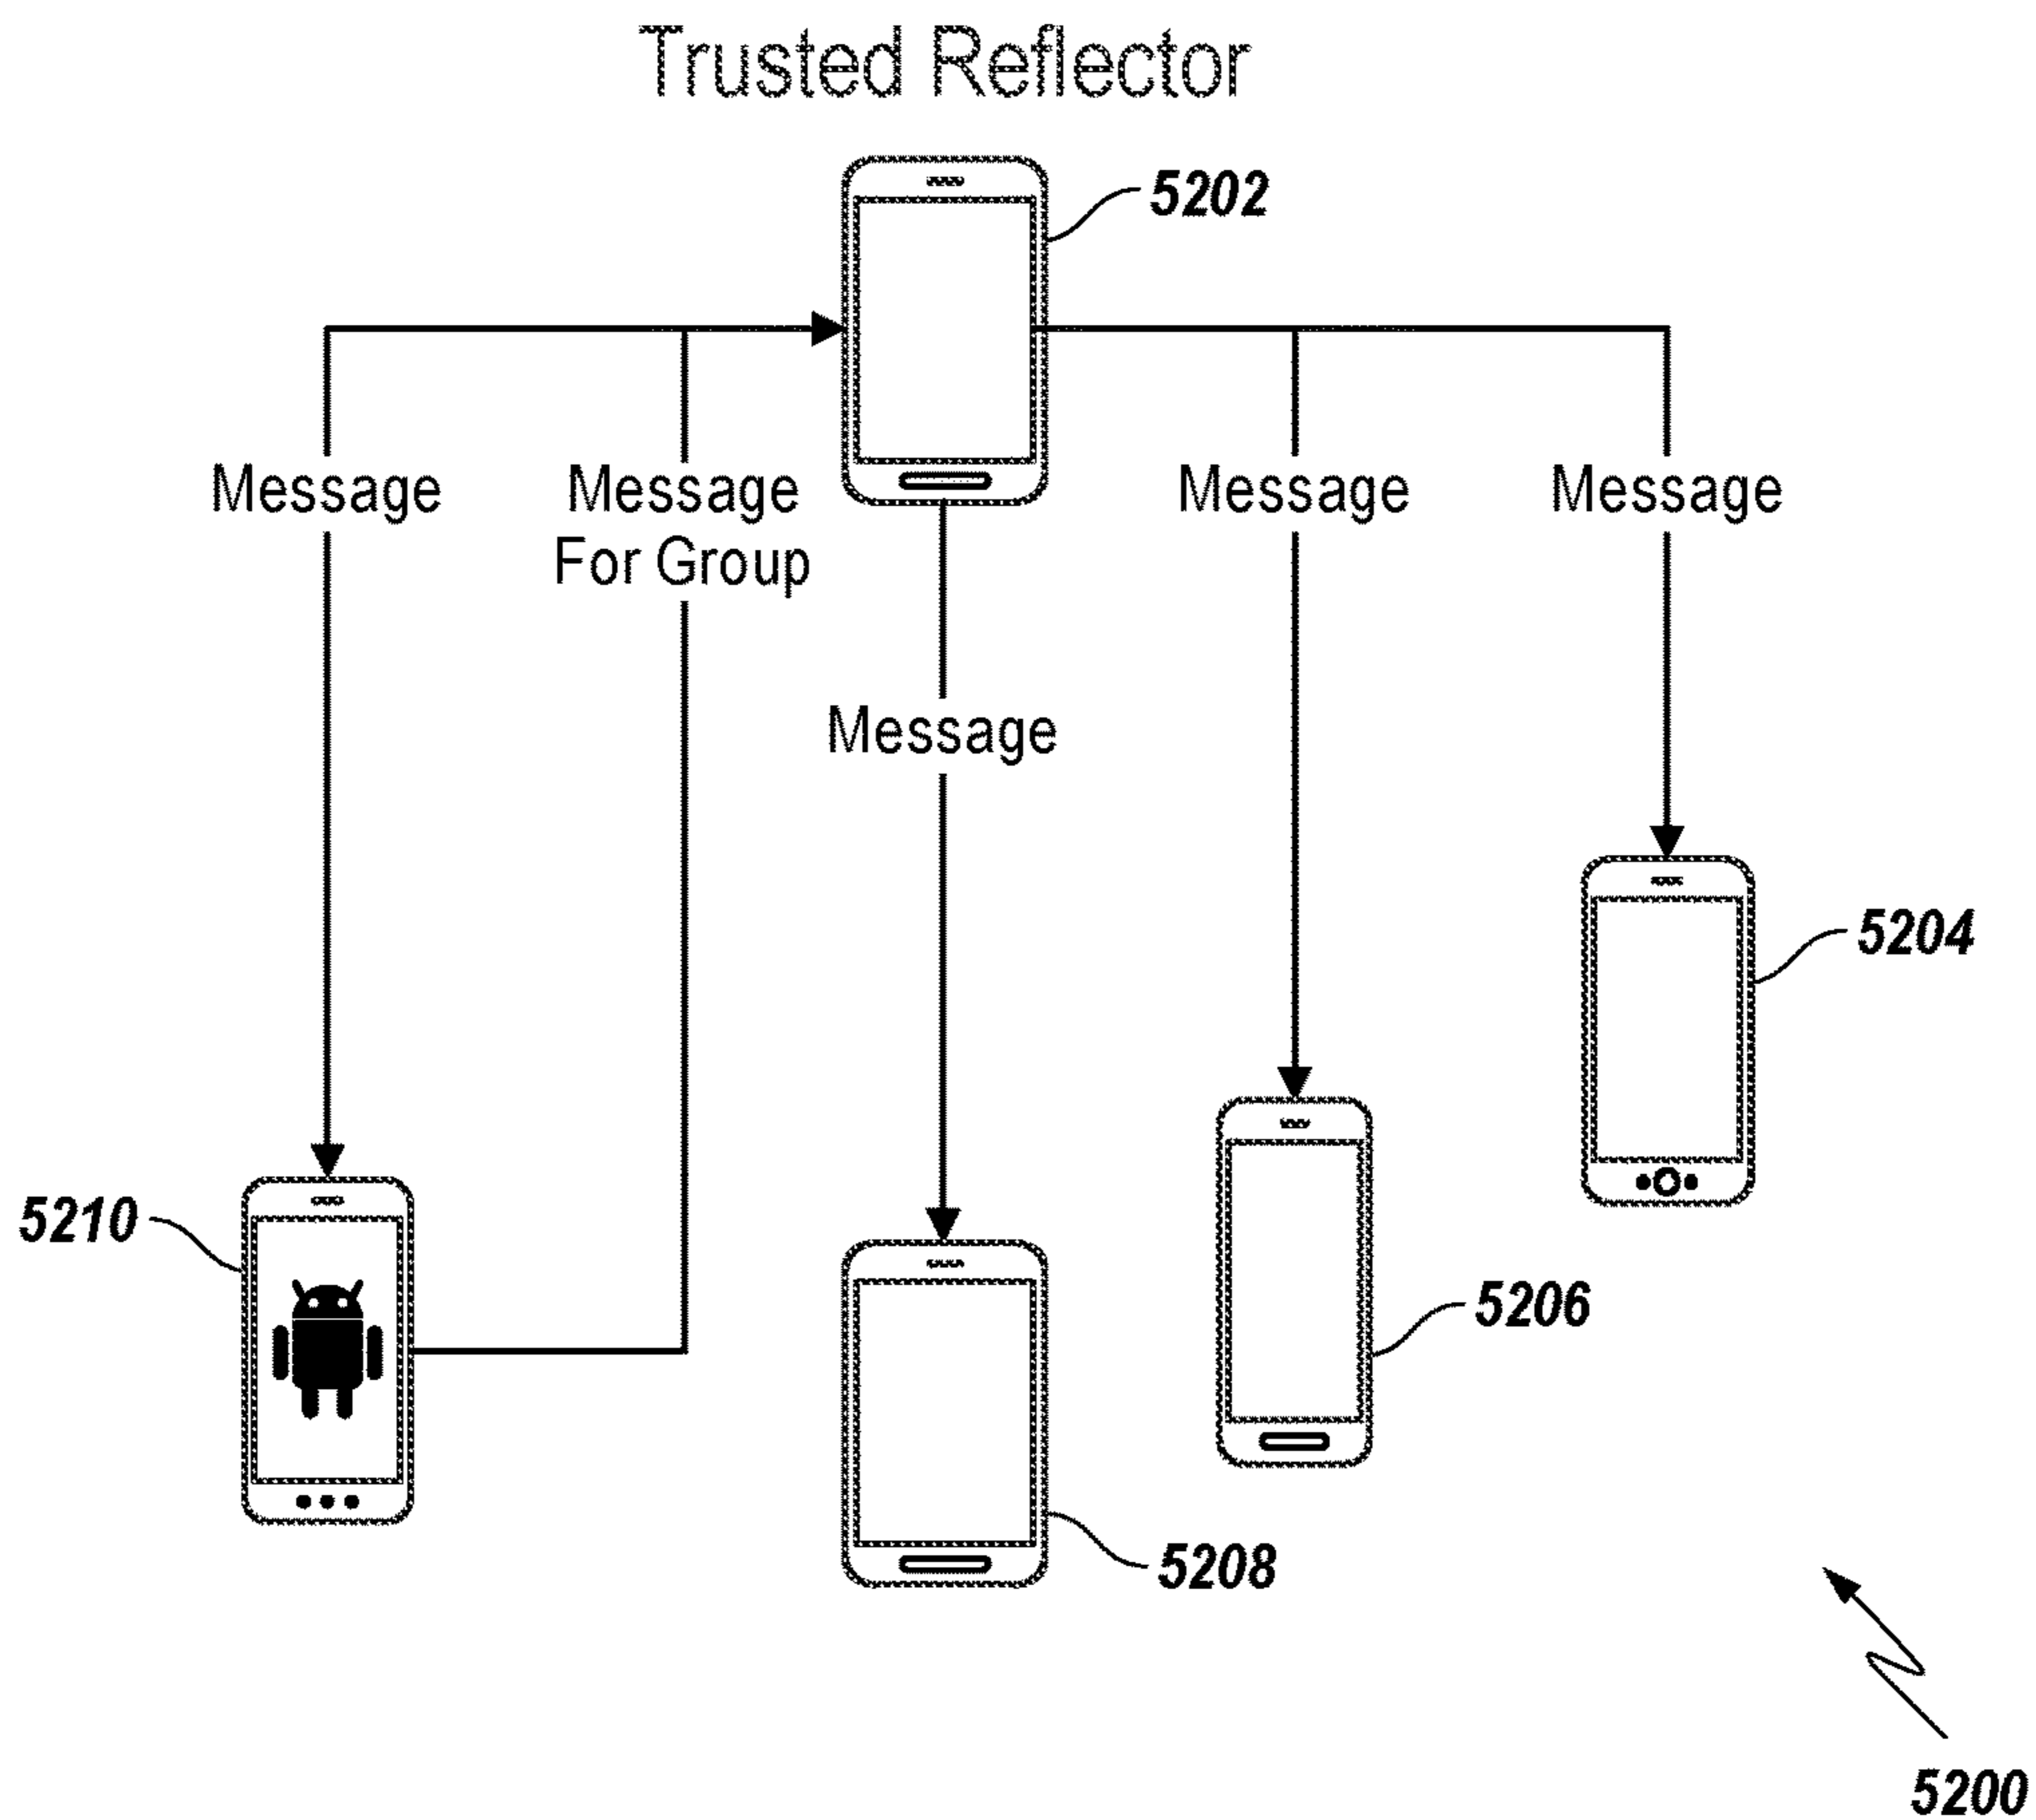 Trusted Reflector
5202
Message
Message
For Group
Message
Message
Message
5204
5210
5206
5208
5200